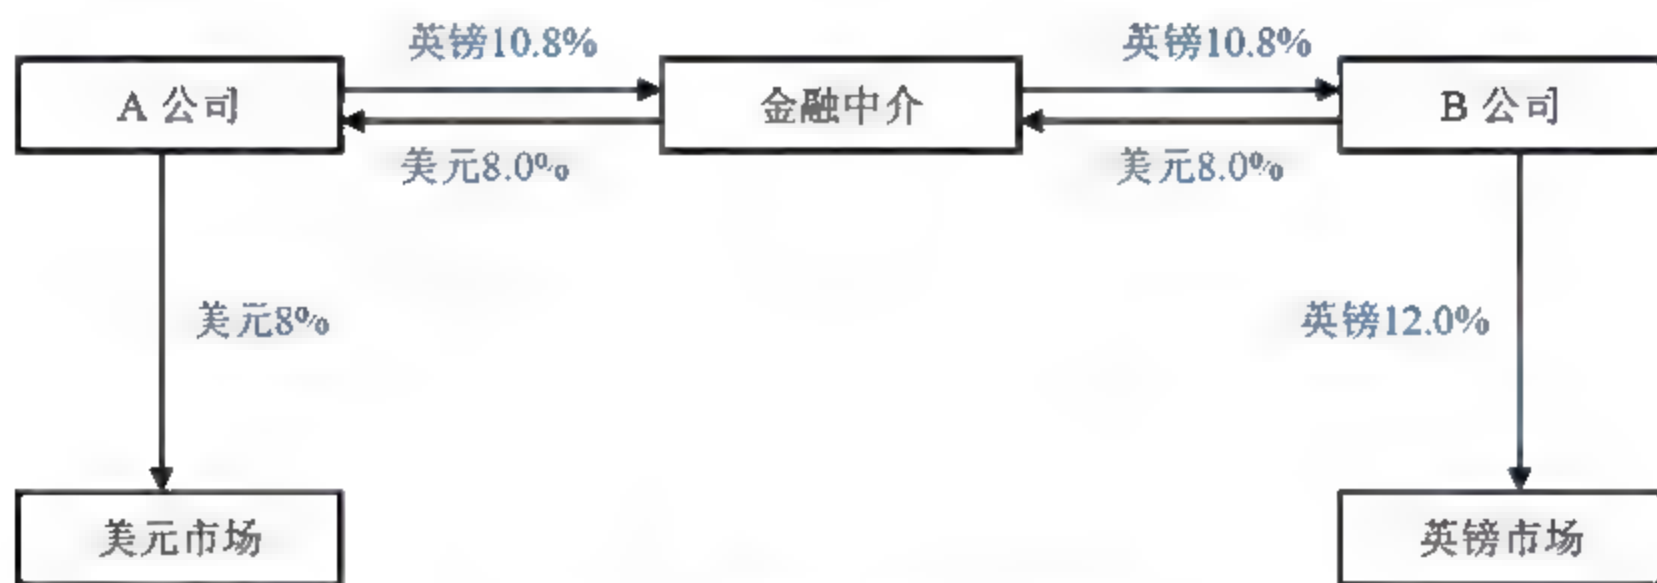 英镑10.8%
英镑10.8%
A 公司
金融中介
B 公司
美元8.0%
美元8.0%
美元8%
英镑12.0%
美元市场
英镑市场